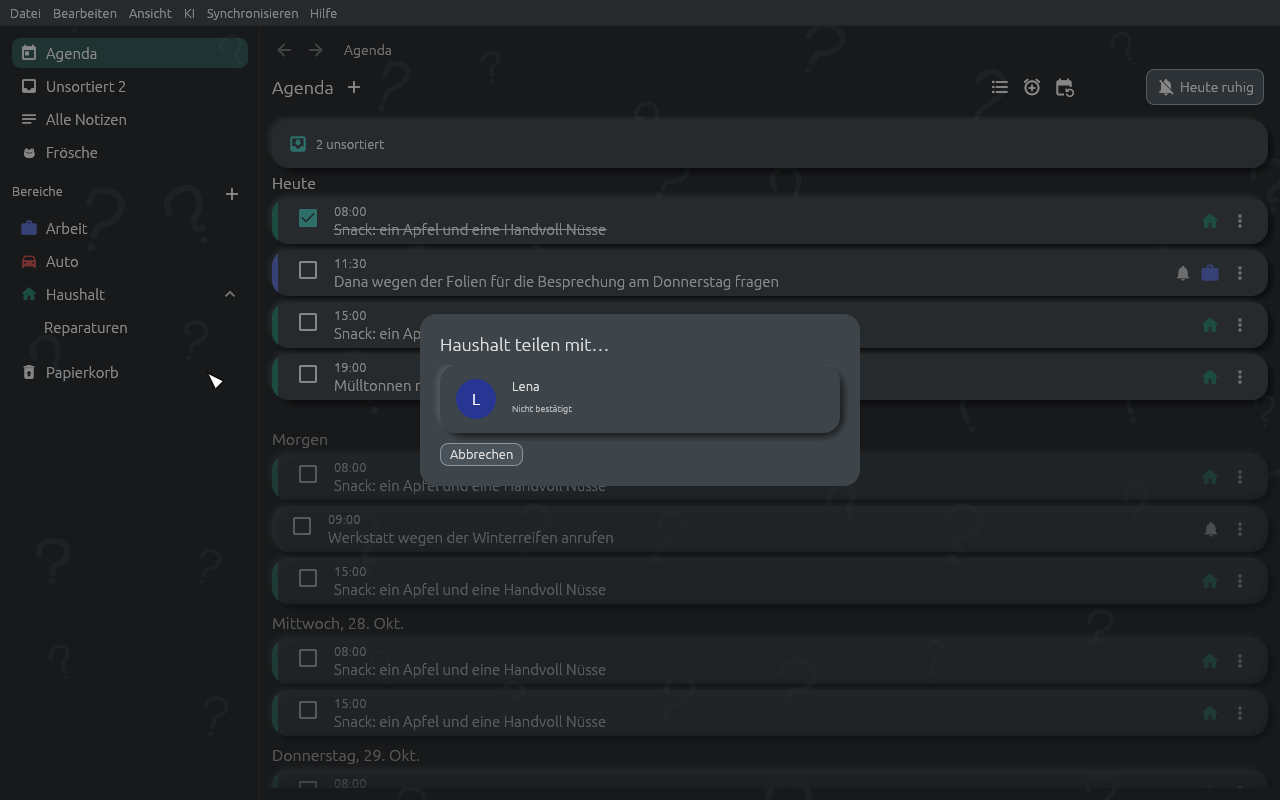 Datei Bearbeiten Ansicht KI Synchronisieren Hilfe
Agenda
Unsortiert 2
Alle Notizen
Frösche
Bereiche
Arbeit
Auto
Haushalt
Reparaturen
Papierkorb
Agenda
Agenda
Heute ruhig
2 unsortiert
Heute
08:00
Snack: ein Apfel und eine Handvoll Nüsse
11:30
Dana wegen der Folien für die Besprechung am Donnerstag fragen
15:00
Snack: ein Ap
19:00
Mülltonnen
Haushalt teilen mit…
L
Lena
Nicht bestätigt
Abbrechen
Morgen
08:00
Snack: ein Apfel und eine Handvoll Nüsse
09:00
Werkstatt wegen der Winterreifen anrufen
15:00
Snack: ein Apfel und eine Handvoll Nüsse
Mittwoch, 28. Okt.
08:00
Snack: ein Apfel und eine Handvoll Nüsse
15:00
Snack: ein Apfel und eine Handvoll Nüsse
Donnerstag, 29. Okt.
08:00